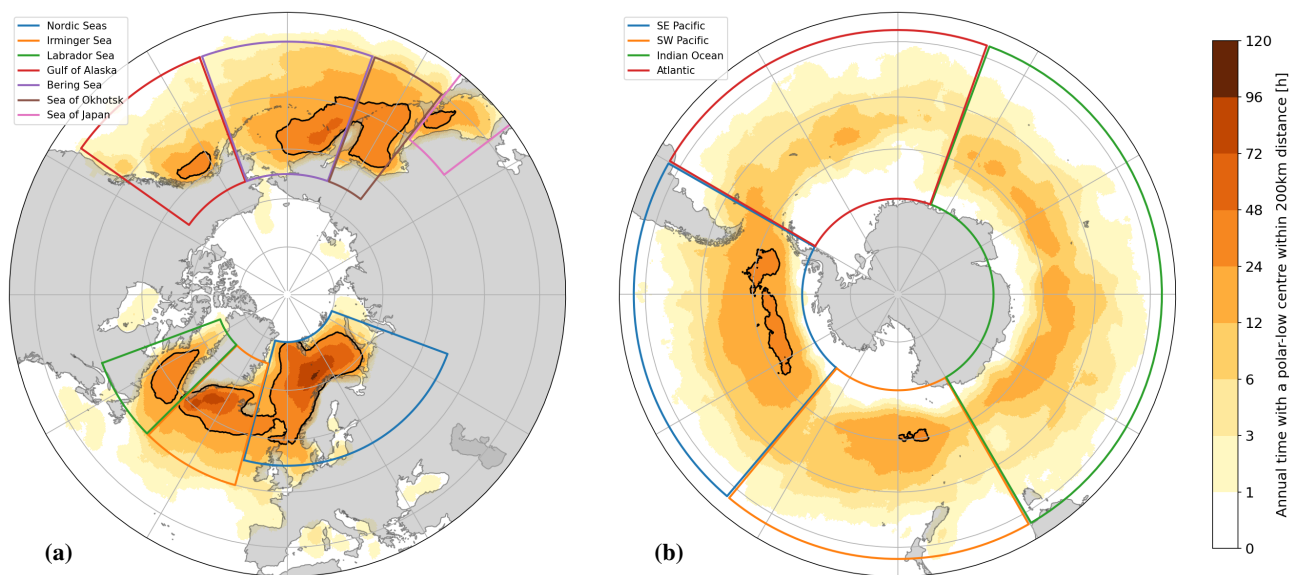 Nordic Seas
Irminger Sea
Labrador Sea
Gulf of Alaska
Bering Sea
Sea of Okhotsk
Sea of Japan
(a)
SE Pacific
SW Pacific
Indian Ocean
Atlantic
(b)
120
96
72
48
24
12
6
3
1
0
Annual time with a polar-low centre within 200km distance [h]